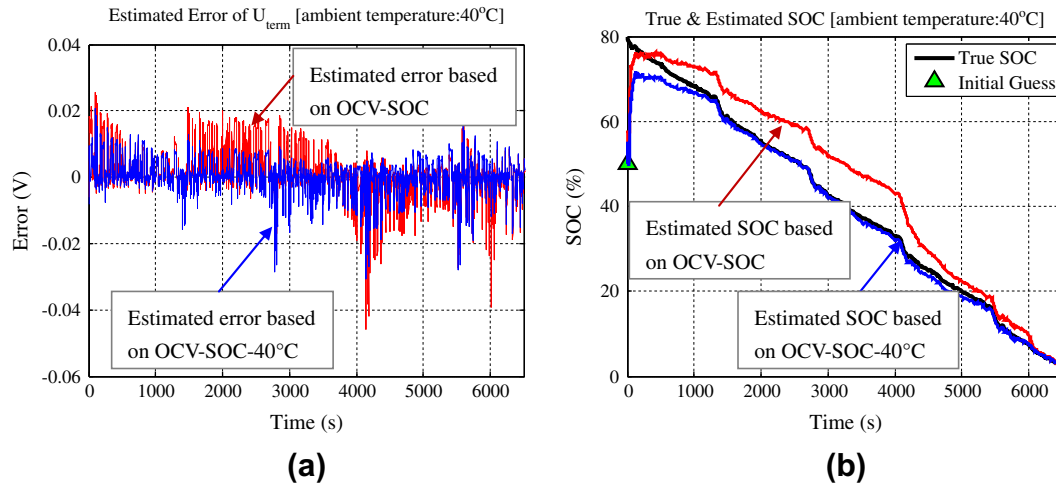 Estimated Error of U_term [ambient temperature:40°C]
0.04
0.02
0
-0.02
-0.04
-0.06
Error (V)
Estimated error based
on OCV-SOC
Estimated error based
on OCV-SOC-40°C
0 1000 2000 3000 4000 5000 6000
Time (s)
(a)
True & Estimated SOC [ambient temperature:40°C]
80
60
40
20
0
SOC (%)
True SOC
Initial Guess
Estimated SOC based
on OCV-SOC
Estimated SOC based
on OCV-SOC-40°C
0 1000 2000 3000 4000 5000 6000
Time (s)
(b)